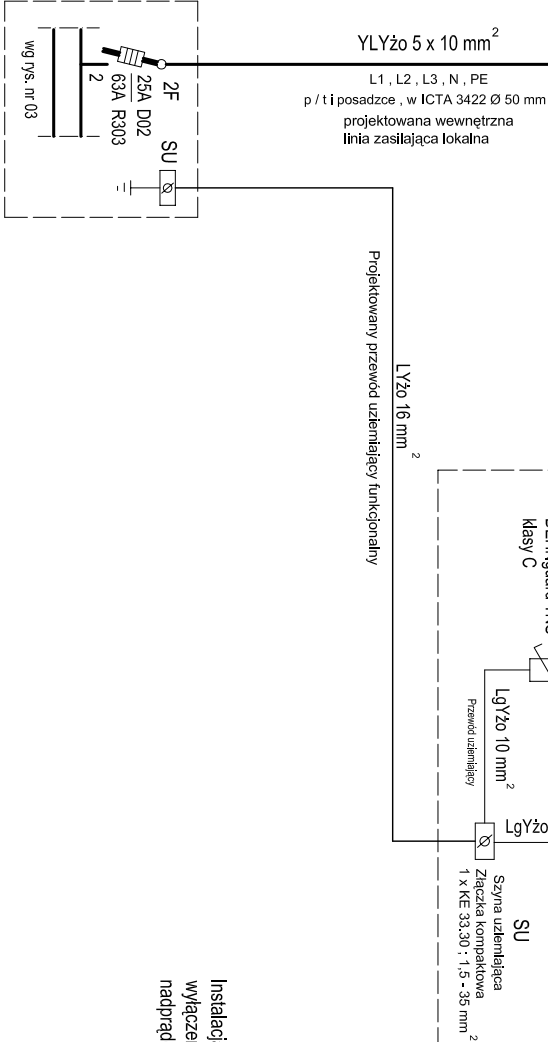 YLYżo 5 x 10 mm²
L1 , L2 , L3 , N , PE
p / t i posadzce , w ICTA 3422 Ø 50 mm
projektowana wewnętrzna
linia zasilająca lokalna
2F
25A D02
63A R303
2
wg rys. nr 03
SU
LYżo 16 mm²
Projektowany przewód uziemiający funkcjonalny
klasy C
LgYżo 10 mm²
Przewód uziemiający
LgYżo
SU
Szyna uziemiająca
Złączka kompaktowa
1 x KE 33.30 ; 1,5 - 35 mm²
Instalacj
wyłączen
nadprąd